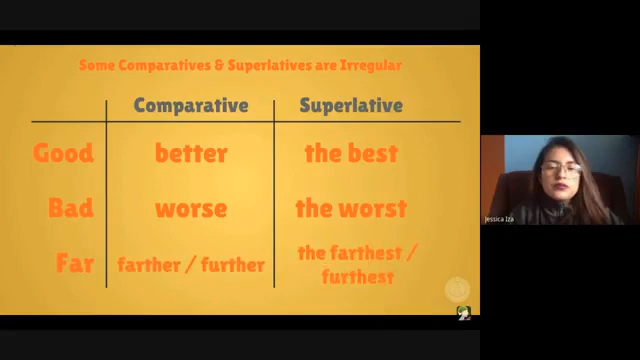 Some Comparatives & Superlatives are Irregular
Comparative Superlative
Good better the best
Bad worse the worst
Far farther / further the farthest / furthest
Jessica Iza